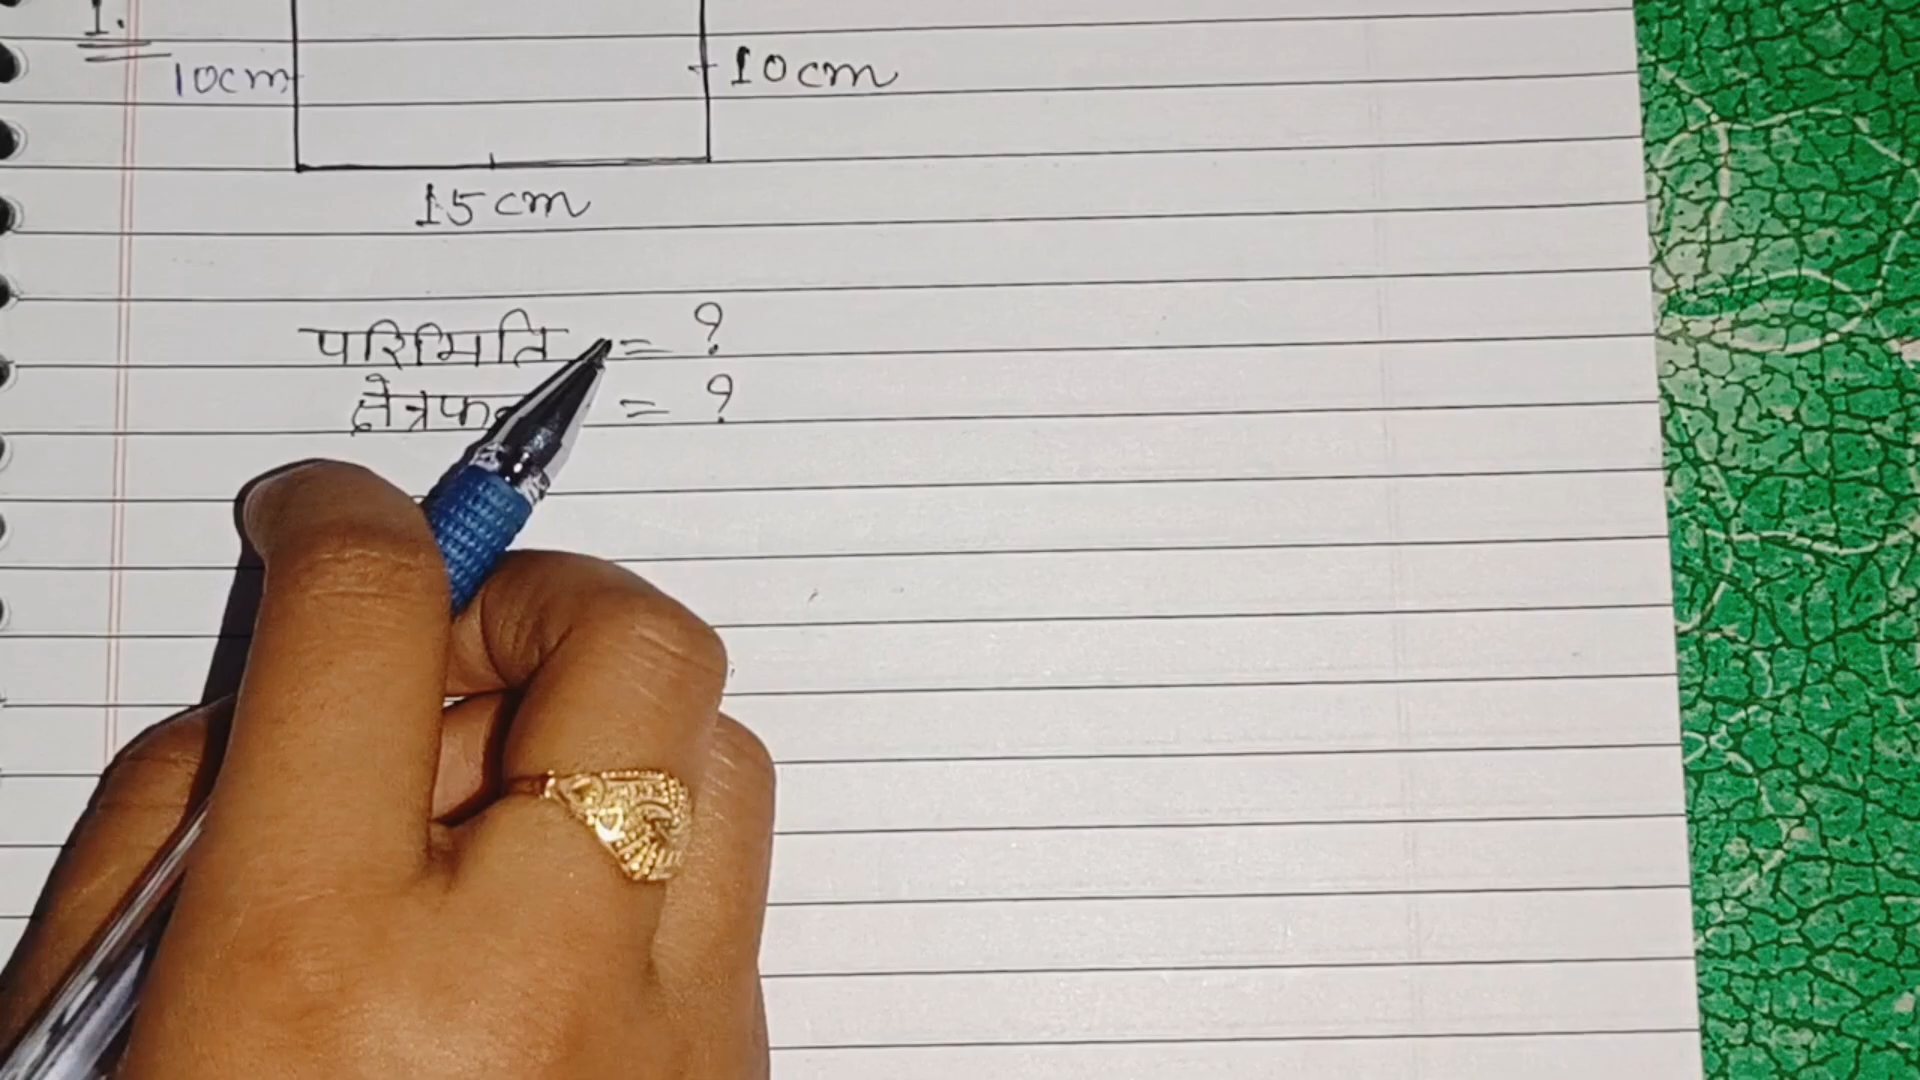 1.
10cm 10cm
15cm
परिमिति = ?
= ?